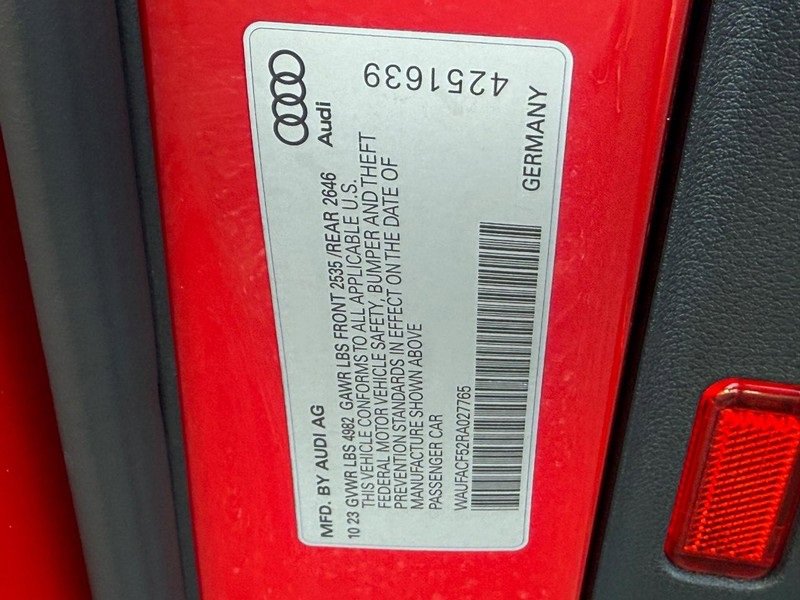 Audi
4251639
MFD. BY AUDI AG
10 23 GVWR LBS 4982 GAWR LBS FRONT 2535 /REAR 2646
THIS VEHICLE CONFORMS TO ALL APPLICABLE U.S.
FEDERAL MOTOR VEHICLE SAFETY, BUMPER AND THEFT
PREVENTION STANDARDS IN EFFECT ON THE DATE OF
MANUFACTURE SHOWN ABOVE
PASSENGER CAR
WAUFACF52RA027765
GERMANY